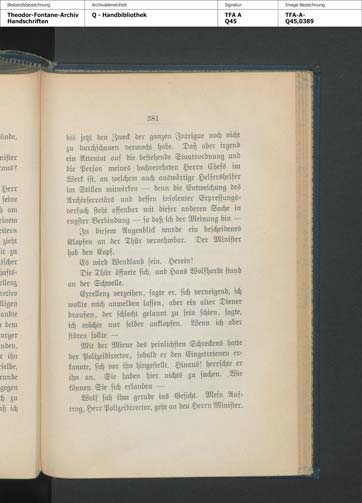 Bestandsbezeichnung
Theodor-Fontane-Archiv
Handschriften
Archivalieneinheit
Q - Handbibliothek
Signatur
TFA A
Q45
Image-Bezeichnung
TFA-A-
Q45,0389
381
bis jetzt den Zweck der ganzen Intrigue noch nicht
zu durchschauen vermocht habe. Daß aber irgend
ein Attentat auf die bestehende Staatsordnung und
die Person meines hochverehrten Herrn Chefs im
Werk ist, an welchem auch auswärtige Helfershelfer
im Stillen mitwirken — denn die Entweichung des
Archivsecretärs und dessen insolenter Erpressungs-
versuch steht offenbar mit dieser anderen Sache in
engster Verbindung — so daß ich der Meinung bin —
In diesem Augenblick wurde ein bescheidenes
Klopfen an der Thür vernehmbar. Der Minister
hob den Kopf.
Es wird Wendland sein. Herein!
Die Thür öffnete sich, und Hans Wolfhardt stand
an der Schwelle.
Excellenz verzeihen, sagte er, sich verneigend, ich
wollte mich anmelden lassen, aber ein alter Diener
draußen, der schlecht gelaunt zu sein schien, sagte,
ich möchte nur selber anklopfen. Wenn ich aber
stören sollte —
Mit der Miene des peinlichsten Schreckens hatte
der Polizeidirector, sobald er den Eingetretenen er-
kannte, sich vor ihn hingestellt. Hinaus! herrschte er
ihn an. Sie haben hier nichts zu suchen. Wie
können Sie sich erlauben —
Wolf sah ihm gerade ins Gesicht. Mein Auf-
trag, Herr Polizeidirector, geht an den Herrn Minister.